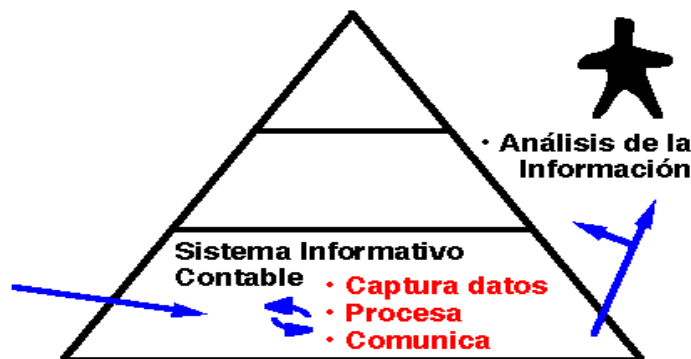 · Análisis de la
Información
Sistema Informativo
Contable
· Captura datos
· Procesa
· Comunica